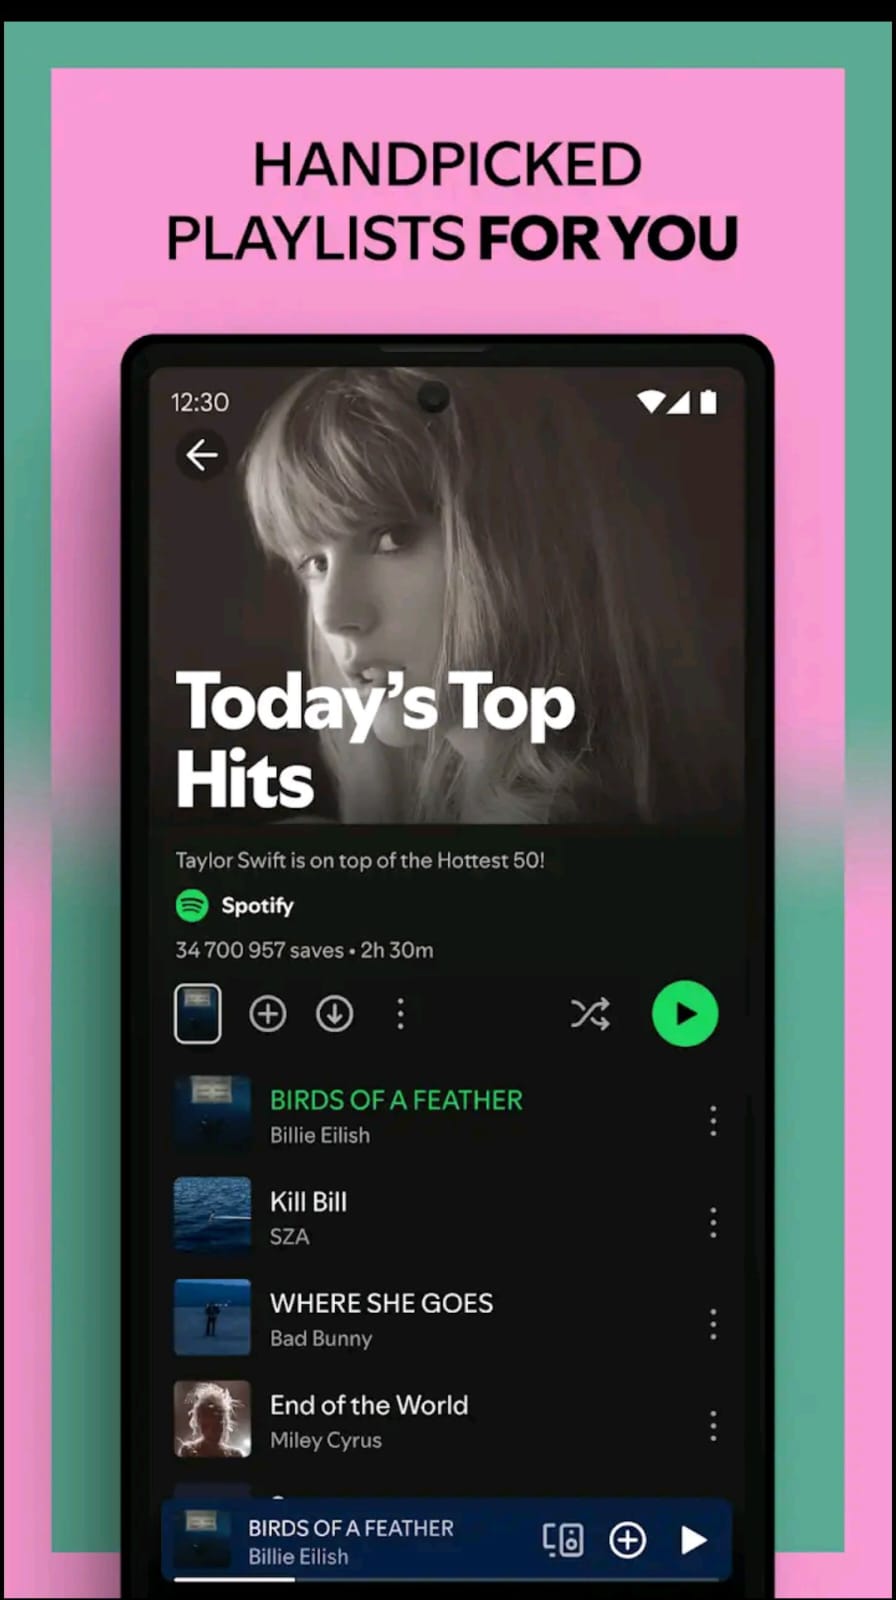 HANDPICKED
PLAYLISTS FOR YOU
12:30
Today's Top
Hits
Taylor Swift is on top of the Hottest 50!
Spotify
34 700 957 saves • 2h 30m
BIRDS OF A FEATHER
Billie Eilish
Kill Bill
SZA
WHERE SHE GOES
Bad Bunny
End of the World
Miley Cyrus
BIRDS OF A FEATHER
Billie Eilish